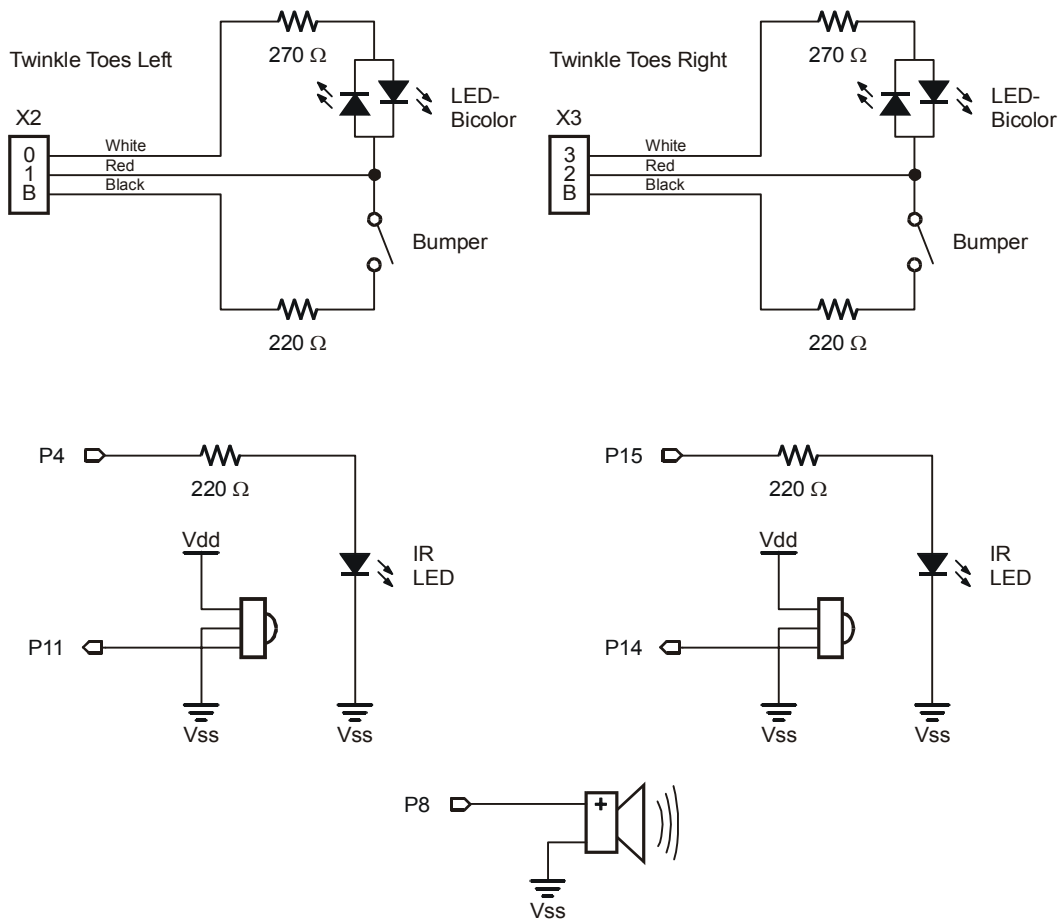 Twinkle Toes Left
270 Ω
LED-
Bicolor
X2
0
1
B
White
Red
Black
Bumper
220 Ω
Twinkle Toes Right
270 Ω
LED-
Bicolor
X3
3
2
B
White
Red
Black
Bumper
220 Ω
P4
220 Ω
Vdd
IR
LED
P11
Vss
Vss
P15
220 Ω
Vdd
IR
LED
P14
Vss
Vss
P8
+
Vss